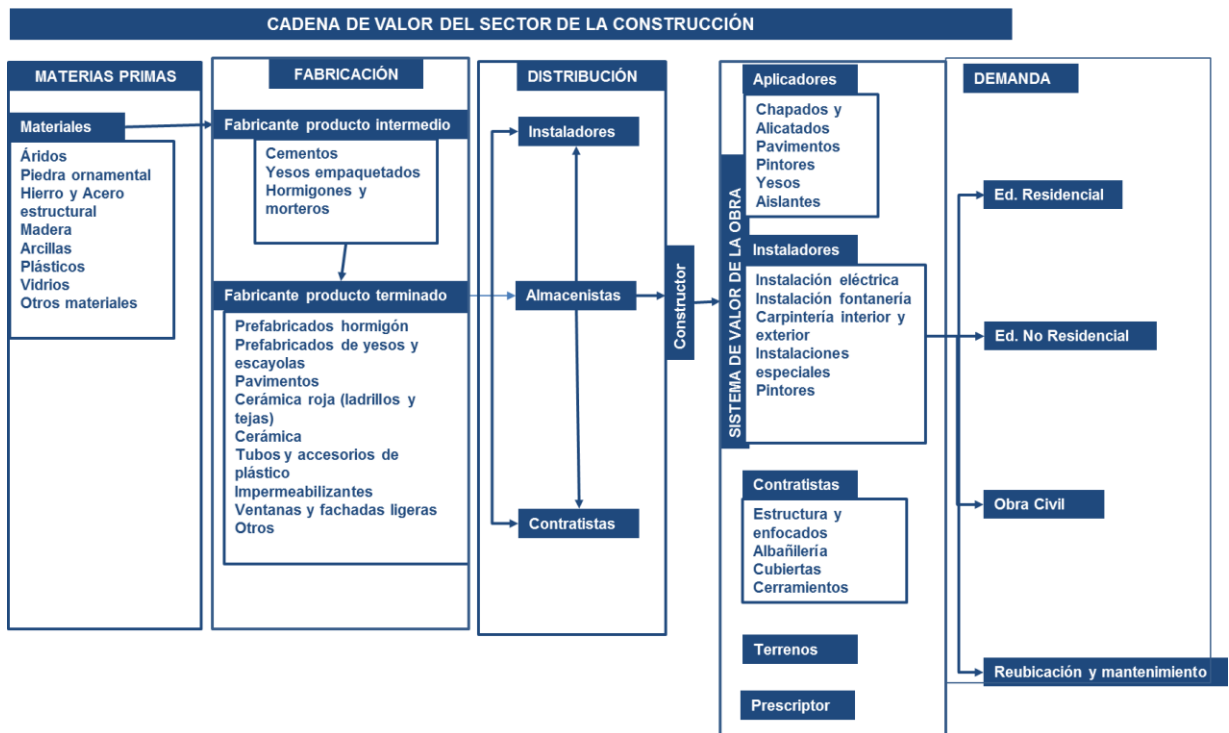 CADENA DE VALOR DEL SECTOR DE LA CONSTRUCCIÓN
MATERIAS PRIMAS
Materiales
Áridos
Piedra ornamental
Hierro y Acero
estructural
Madera
Arcillas
Plásticos
Vidrios
Otros materiales
FABRICACIÓN
Fabricante producto intermedio
Cementos
Yesos empaquetados
Hormigones y
morteros
Fabricante producto terminado
Prefabricados hormigón
Prefabricados de yesos y
escayolas
Pavimentos
Cerámica roja (ladrillos y
tejas)
Cerámica
Tubos y accesorios de
plástico
Impermeabilizantes
Ventanas y fachadas ligeras
Otros
DISTRIBUCIÓN
Instaladores
Almacenistas
Contratistas
Constructor
SISTEMA DE VALOR DE LA OBRA
Aplicadores
Chapados y
Alicatados
Pavimentos
Pintores
Yesos
Aislantes
Instaladores
Instalación eléctrica
Instalación fontanería
Carpintería interior y
exterior
Instalaciones
especiales
Pintores
Contratistas
Estructura y
enfocados
Albañilería
Cubiertas
Cerramientos
Terrenos
Prescriptor
DEMANDA
Ed. Residencial
Ed. No Residencial
Obra Civil
Reubicación y mantenimiento